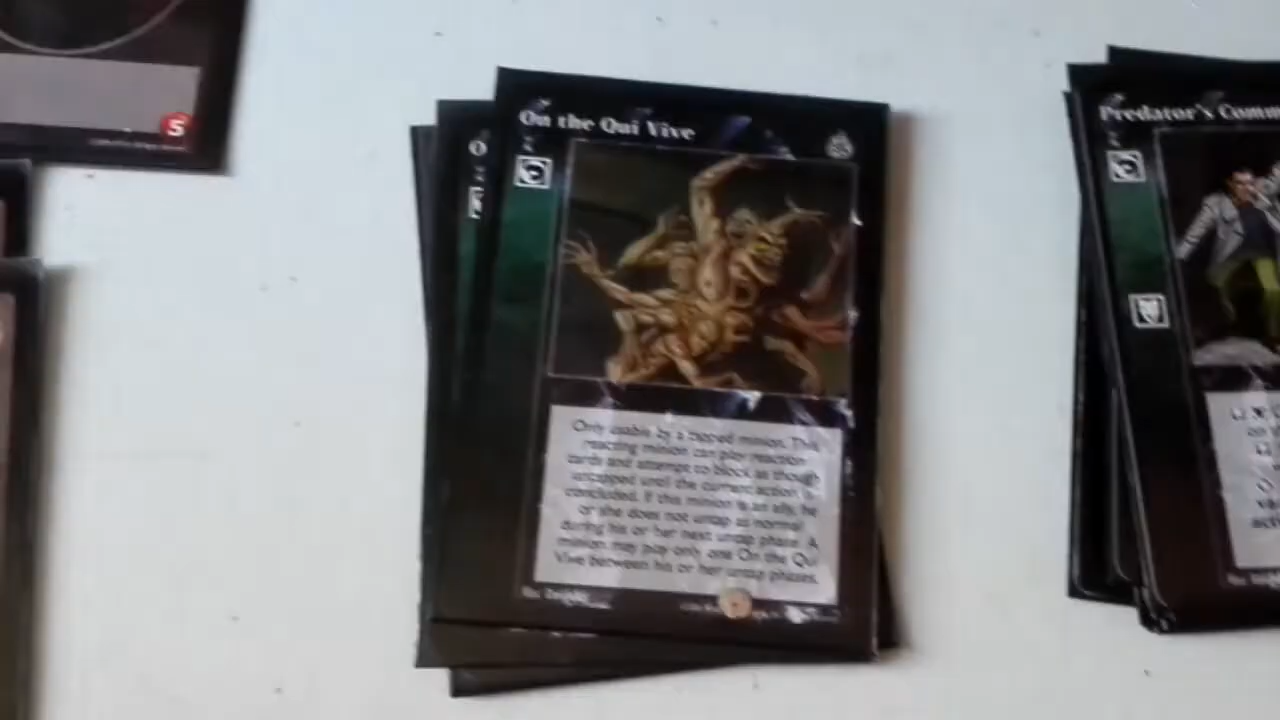 5
On the Qui Vive
O
Only usable by a tapped minion. This
reacting minion can play reaction
cards and attempt to block as though
untapped until the current action is
concluded. If this minion is an ally, he
or she does not untap as normal
during his or her next untap phase. A
minion may play only one On the Qui
Vive between his or her untap phases.
Predator's Comm